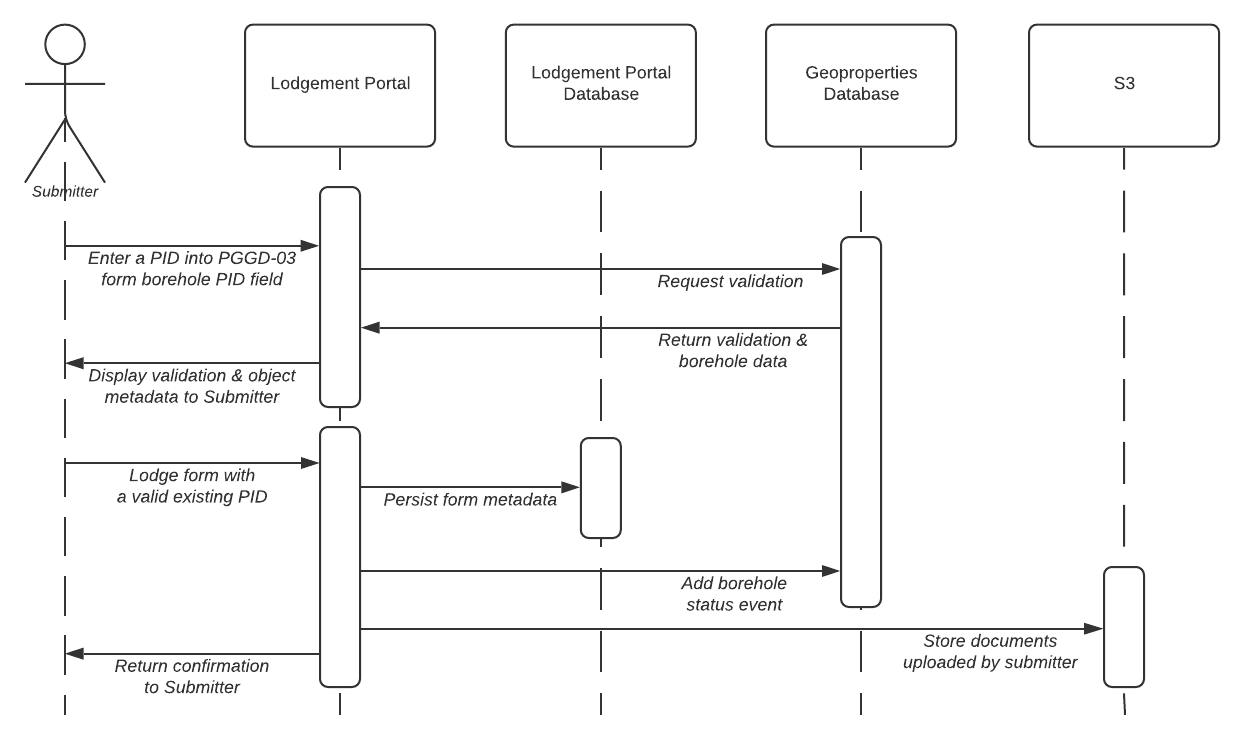 Lodgement Portal
Lodgement Portal
Database
Geoproperties
Database
S3
Submitter
Enter a PID into PGGD-03
form borehole PID field
Request validation
Return validation &
borehole data
Display validation & object
metadata to Submitter
Lodge form with
a valid existing PID
Persist form metadata
Add borehole
status event
Store documents
uploaded by submitter
Return confirmation
to Submitter